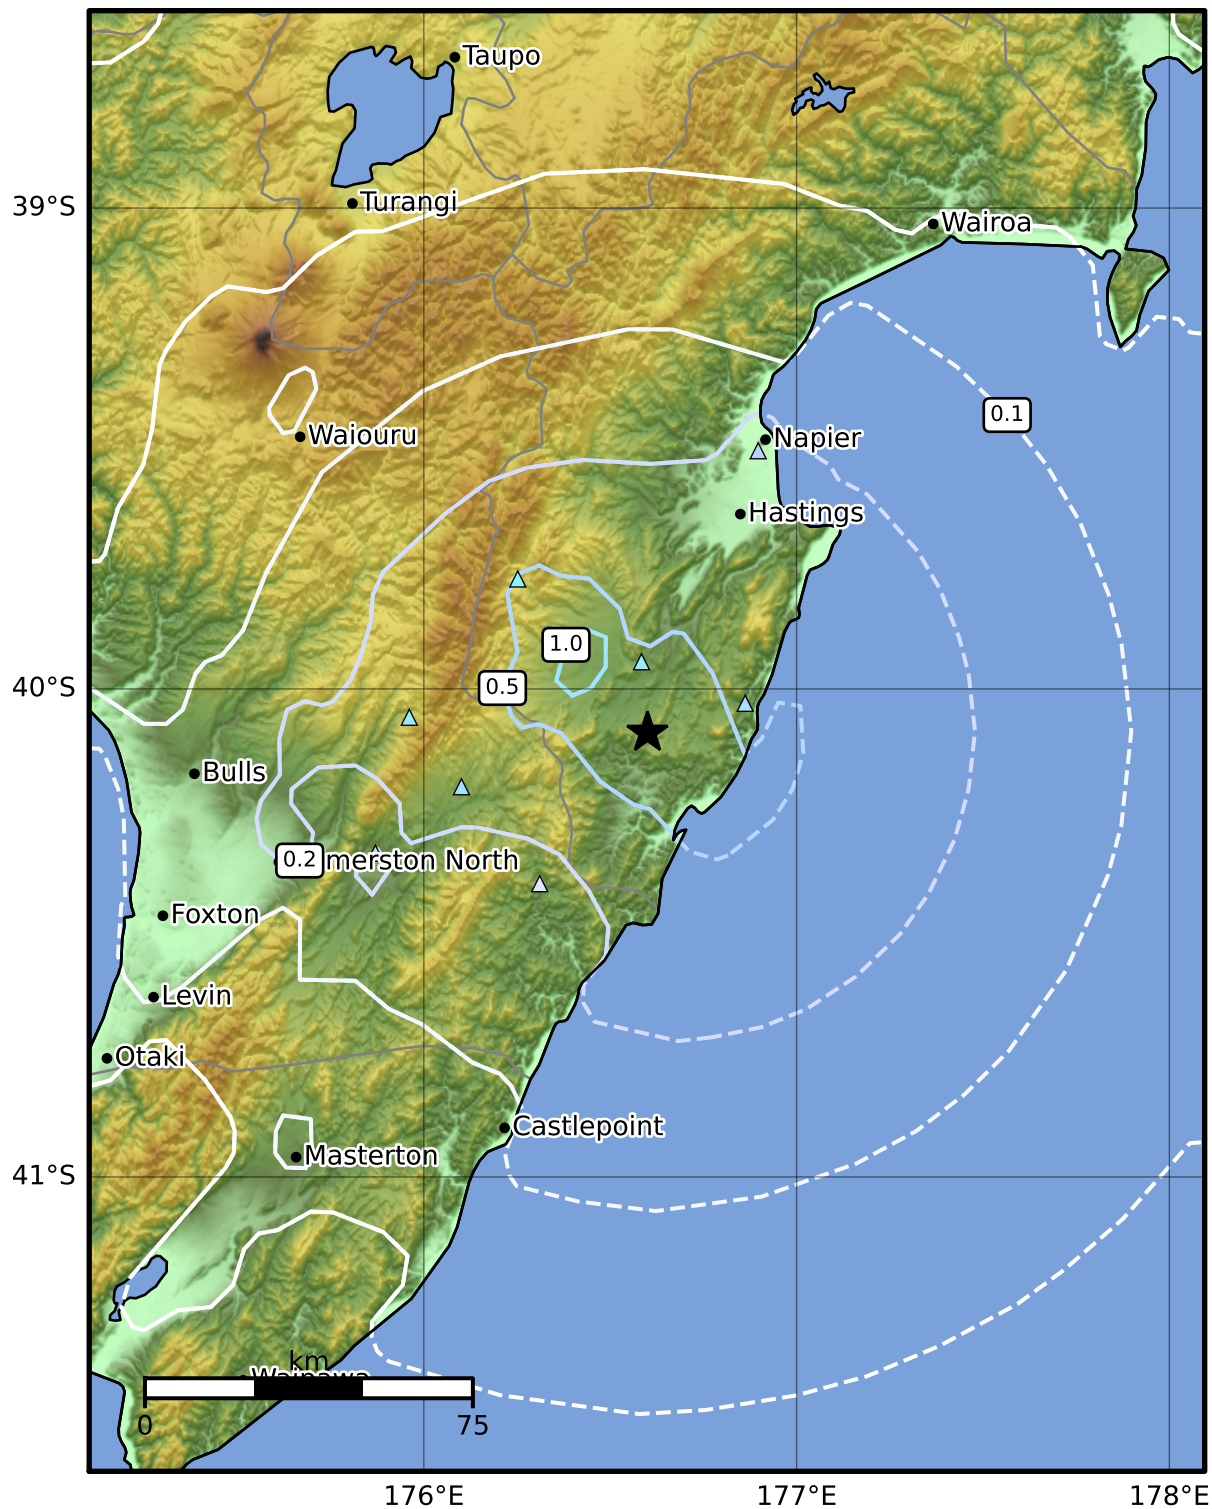 Taupo
39°S
Turangi
Wairoa
0.1
Waiouru
Napier
Hastings
1.0
40°S
0.5
Bulls
0.2
merston North
Foxton
Levin
Otaki
Castlepoint
Masterton
41°S
km
0
75
176°E
177°E
178°E